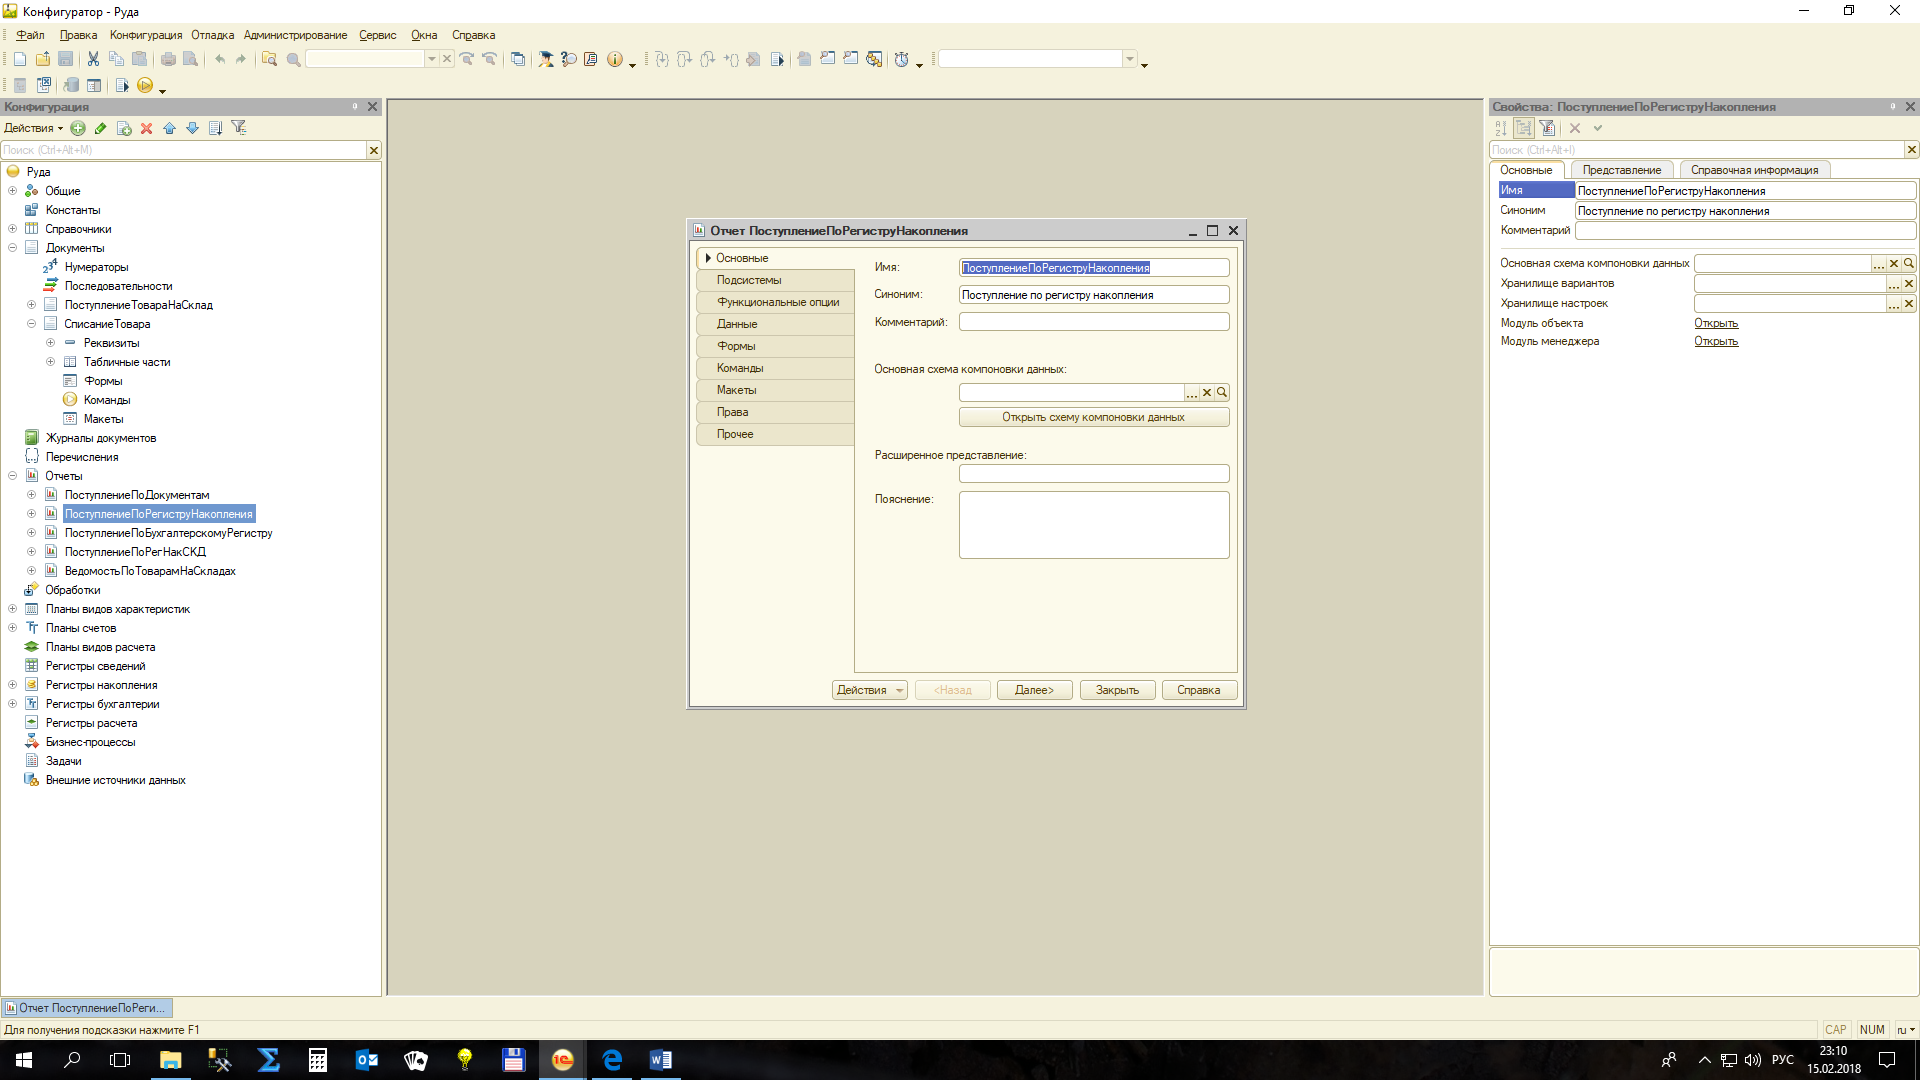 Конфигуратор - Руда
Файл Правка Конфигурация Отладка Администрирование Сервис Окна Справка
Конфигурация
Действия
Поиск (Ctrl+Alt+M)
Руда
Общие
Константы
Справочники
Документы
Нумераторы
Последовательности
ПоступлениеТовараНаСклад
СписаниеТовара
Реквизиты
Табличные части
Формы
Команды
Макеты
Журналы документов
Перечисления
Отчеты
ПоступлениеПоДокументам
ПоступлениеПоРегиструНакопления
ПоступлениеПоБухгалтерскомуРегистру
ПоступлениеПоРегНакСКД
ВедомостьПоТоварамНаСкладах
Обработки
Планы видов характеристик
Планы счетов
Планы видов расчета
Регистры сведений
Регистры накопления
Регистры бухгалтерии
Регистры расчета
Бизнес-процессы
Задачи
Внешние источники данных
Отчет ПоступлениеПоРегиструНакопления
Основные
Подсистемы
Функциональные опции
Данные
Формы
Команды
Макеты
Права
Прочее
Имя: ПоступлениеПоРегиструНакопления
Синоним: Поступление по регистру накопления
Комментарий:
Основная схема компоновки данных:
...
Открыть схему компоновки данных
Расширенное представление:
Пояснение:
Действия <Назад Далее> Закрыть Справка
Свойства: ПоступлениеПоРегиструНакопления
Поиск (Ctrl+Alt+I)
Основные Представление Справочная информация
Имя ПоступлениеПоРегиструНакопления
Синоним Поступление по регистру накопления
Комментарий
Основная схема компоновки данных ...
Хранилище вариантов ...
Хранилище настроек ...
Модуль объекта Открыть
Модуль менеджера Открыть
Отчет ПоступлениеПоРеги...
Для получения подсказки нажмите F1
CAP NUM ru
РУС
23:10
15.02.2018